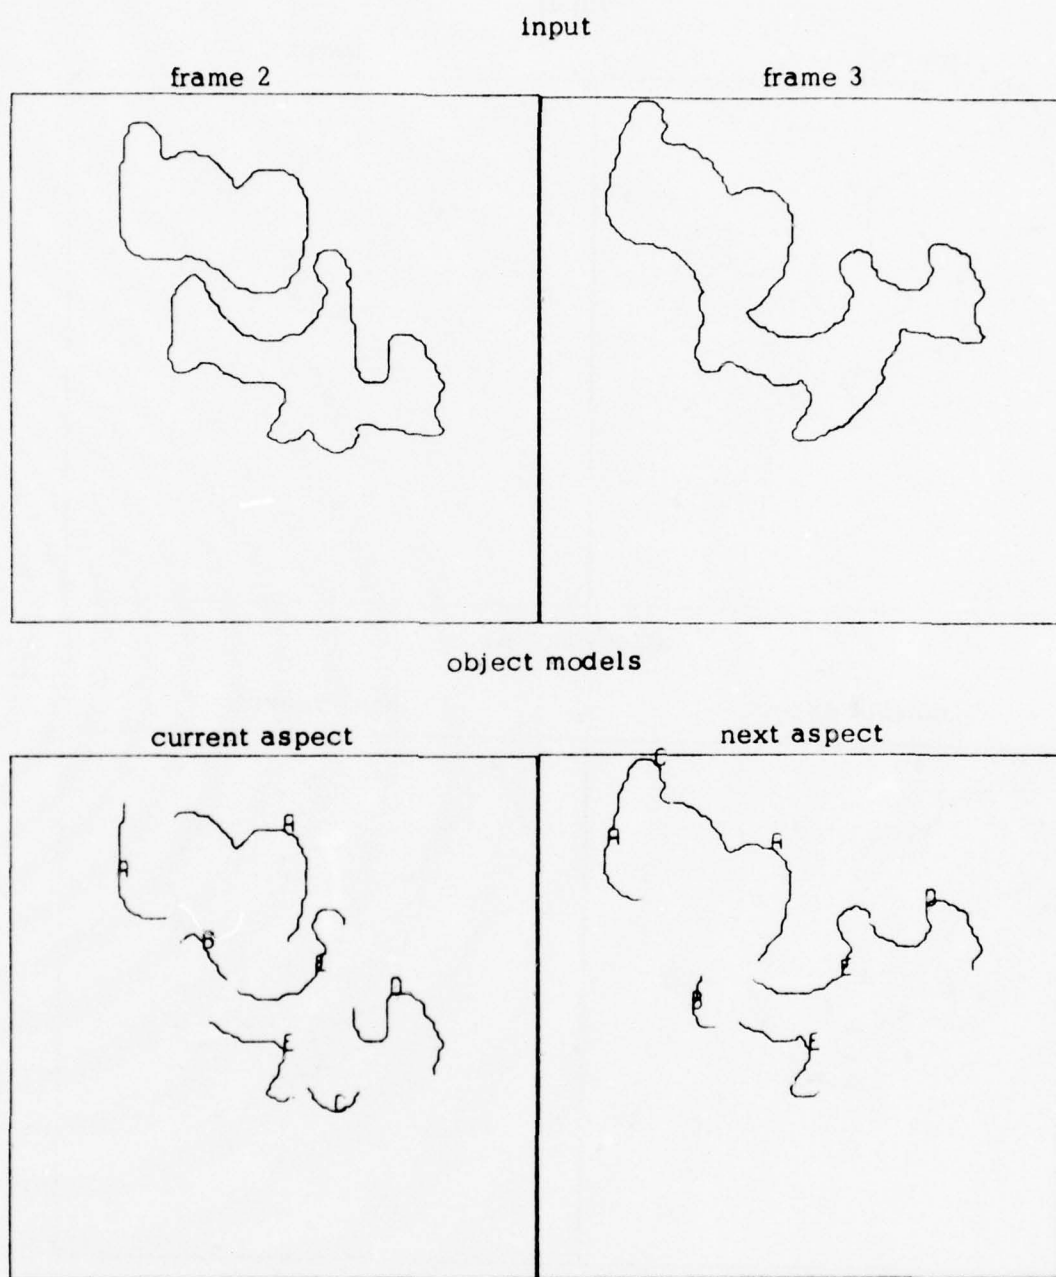 input
frame 2 frame 3
object models
current aspect next aspect
C
A A
A A
D
B
E E
D
B
E E
C